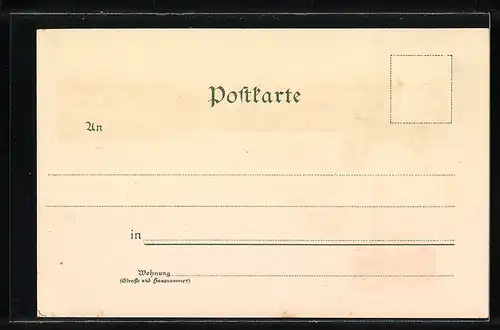 Postkarte
An
in
Wohnung
(Straße und Hausnummer)